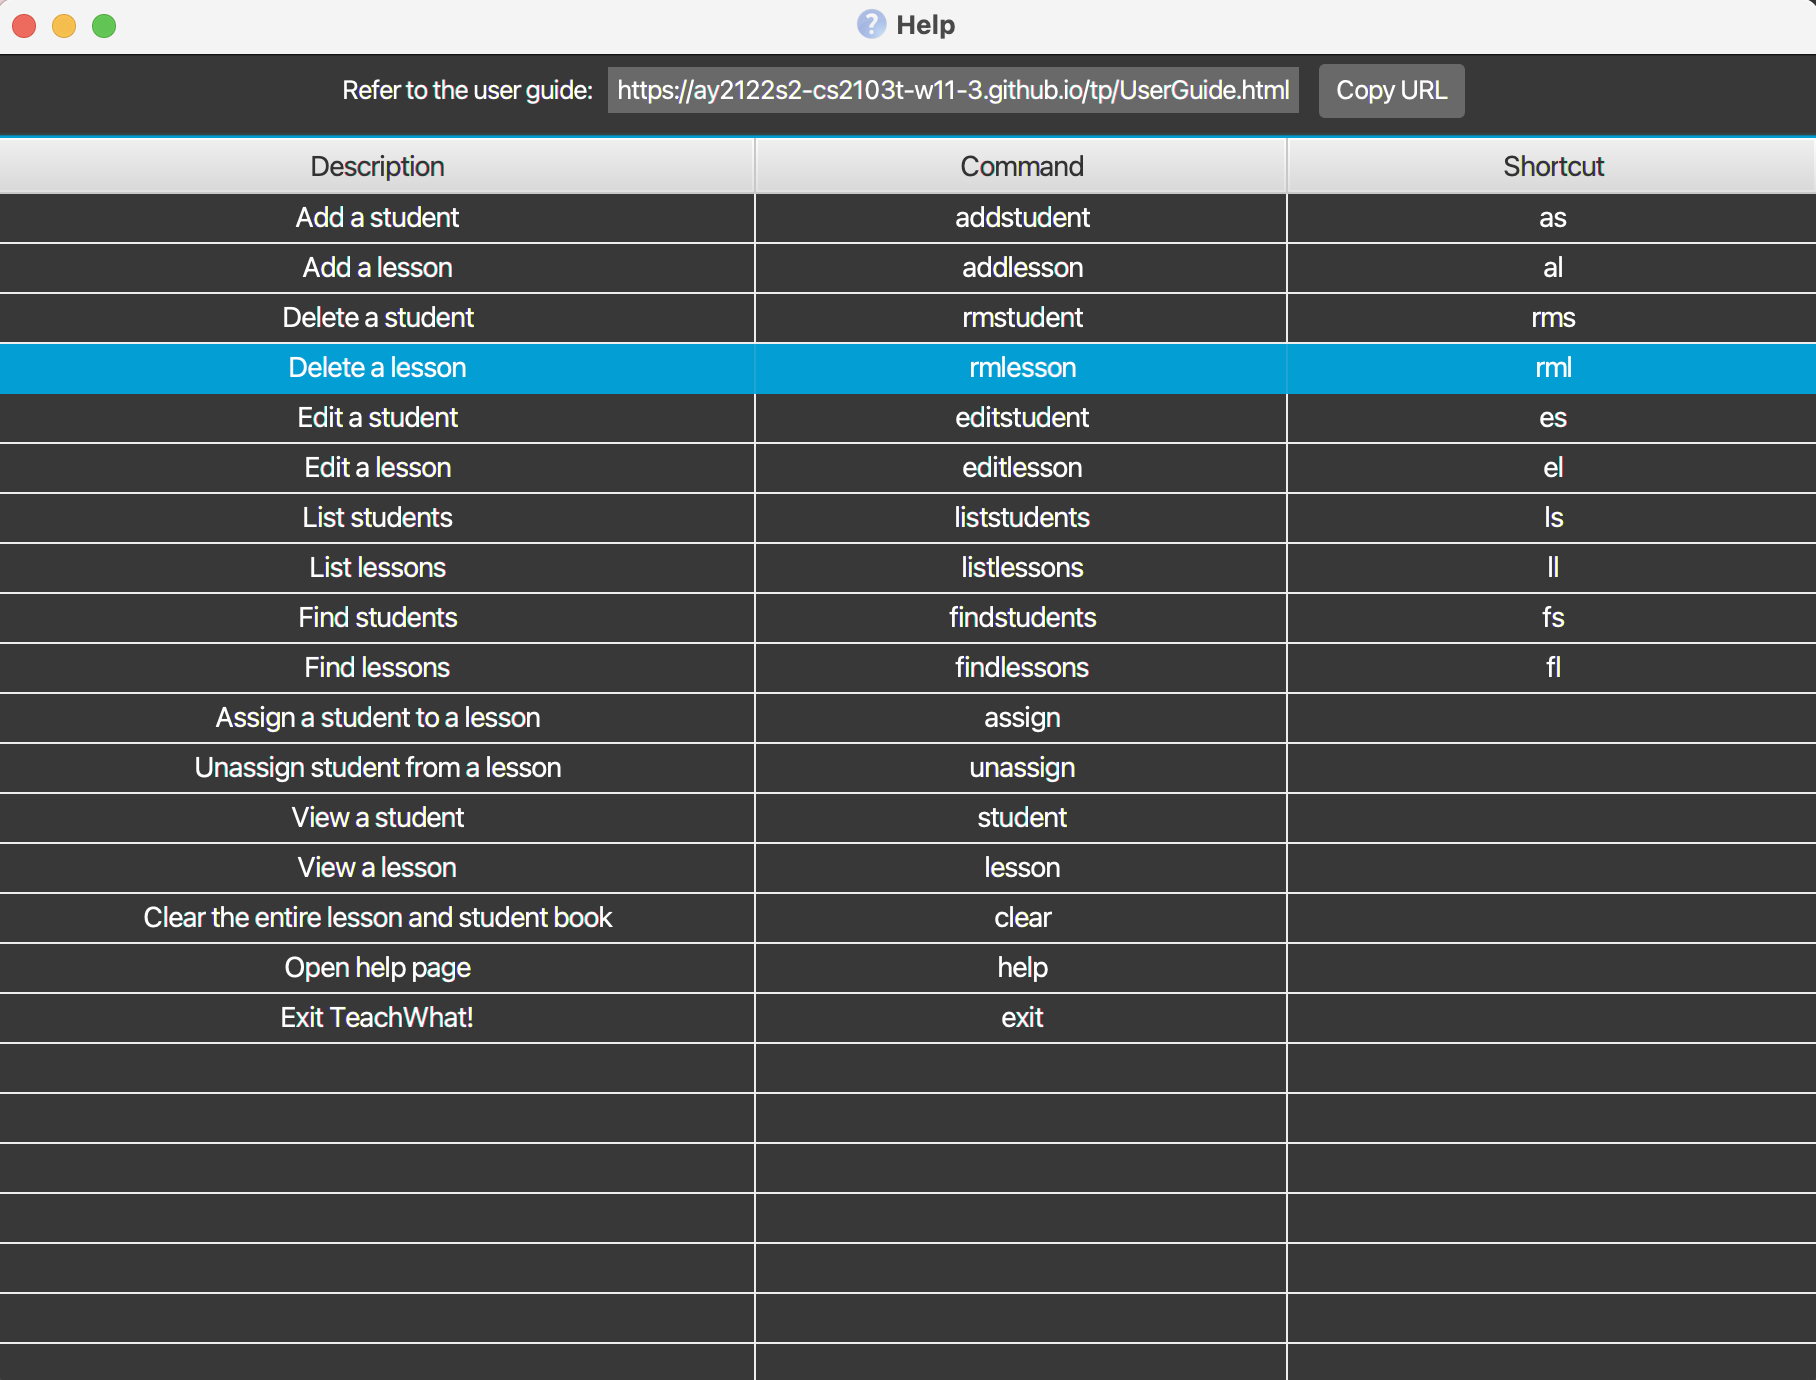 Help
Refer to the user guide: https://ay2122s2-cs2103t-w11-3.github.io/tp/UserGuide.html Copy URL
Description Command Shortcut
Add a student addstudent as
Add a lesson addlesson al
Delete a student rmstudent rms
Delete a lesson rmlesson rml
Edit a student editstudent es
Edit a lesson editlesson el
List students liststudents ls
List lessons listlessons ll
Find students findstudents fs
Find lessons findlessons fl
Assign a student to a lesson assign
Unassign student from a lesson unassign
View a student student
View a lesson lesson
Clear the entire lesson and student book clear
Open help page help
Exit TeachWhat! exit